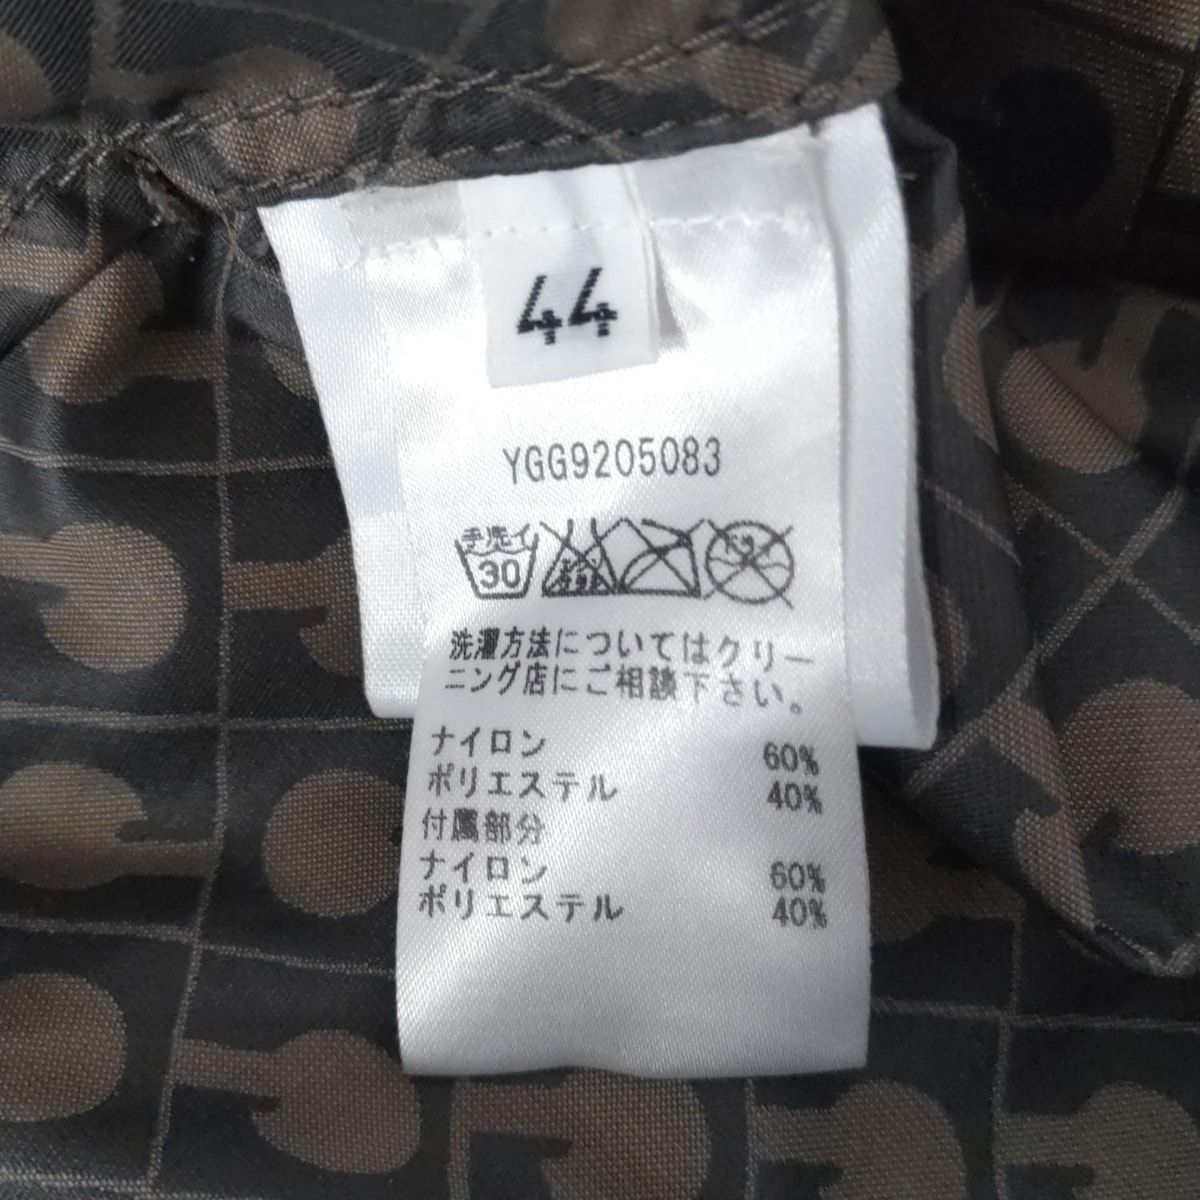 44
YGG9205083
手洗イ
30
洗濯方法についてはクリー
ニング店にご相談下さい。
ナイロン 60%
ポリエステル 40%
付属部分
ナイロン 60%
ポリエステル 40%